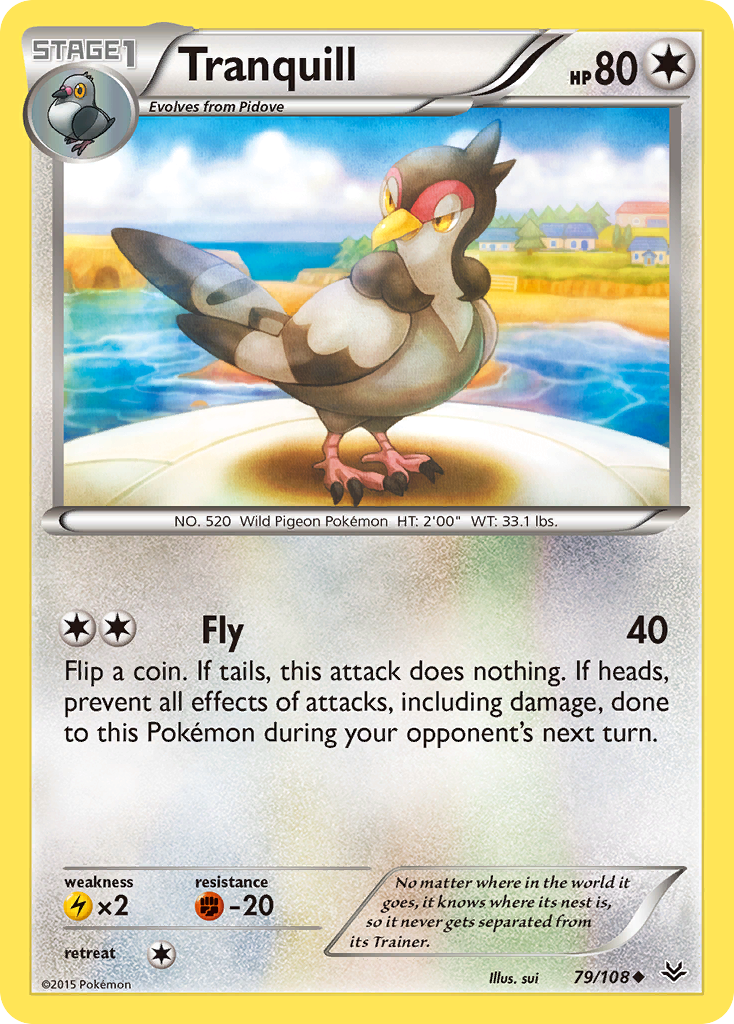 STAGE1
Tranquill
HP80
Evolves from Pidove
NO. 520 Wild Pigeon Pokémon HT: 2'00" WT: 33.1 lbs.
Fly 40
Flip a coin. If tails, this attack does nothing. If heads,
prevent all effects of attacks, including damage, done
to this Pokémon during your opponent's next turn.
weakness resistance
×2 -20
retreat
No matter where in the world it
goes, it knows where its nest is,
so it never gets separated from
its Trainer.
©2015 Pokémon
Illus. sui 79/108